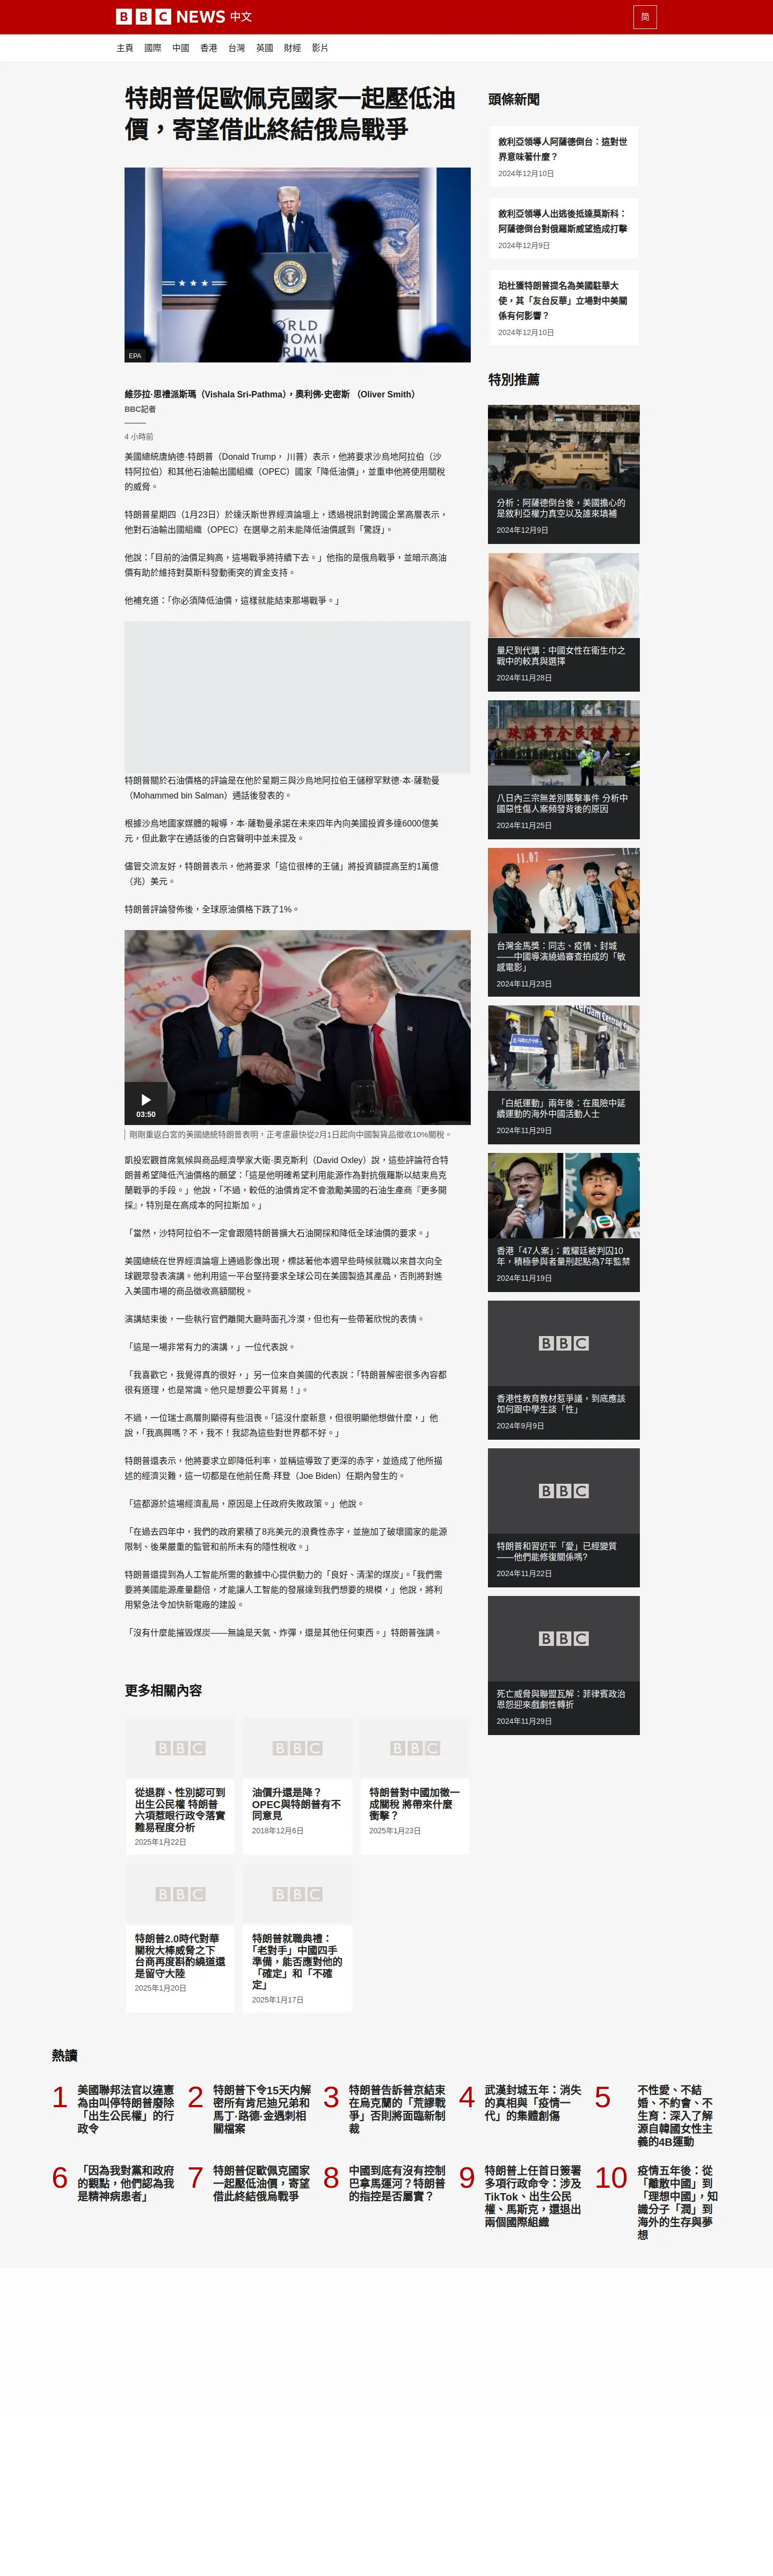 BBC NEWS 中文
简
主頁 國際 中國 香港 台灣 英國 財經 影片
特朗普促歐佩克國家一起壓低油
價，寄望借此終結俄烏戰爭
WORLD
ECONOMIC
FORUM
EPA
維莎拉·思禮派斯瑪（Vishala Sri-Pathma），奧利佛·史密斯 （Oliver Smith）
BBC記者
4 小時前
美國總統唐納德·特朗普（Donald Trump， 川普）表示，他將要求沙烏地阿拉伯（沙
特阿拉伯）和其他石油輸出國組織（OPEC）國家「降低油價」，並重申他將使用關稅
的威脅。
特朗普星期四（1月23日）於達沃斯世界經濟論壇上，透過視訊對跨國企業高層表示，
他對石油輸出國組織（OPEC）在選舉之前未能降低油價感到「驚訝」。
他說：「目前的油價足夠高，這場戰爭將持續下去。」他指的是俄烏戰爭，並暗示高油
價有助於維持對莫斯科發動衝突的資金支持。
他補充道：「你必須降低油價，這樣就能結束那場戰爭。」
特朗普關於石油價格的評論是在他於星期三與沙烏地阿拉伯王儲穆罕默德·本·薩勒曼
（Mohammed bin Salman）通話後發表的。
根據沙烏地國家媒體的報導，本·薩勒曼承諾在未來四年內向美國投資多達6000億美
元，但此數字在通話後的白宮聲明中並未提及。
儘管交流友好，特朗普表示，他將要求「這位很棒的王儲」將投資額提高至約1萬億
（兆）美元。
特朗普評論發佈後，全球原油價格下跌了1%。
03:50
剛剛重返白宮的美國總統特朗普表明，正考慮最快從2月1日起向中國製貨品徵收10%關稅。
凱投宏觀首席氣候與商品經濟學家大衛·奧克斯利（David Oxley）說，這些評論符合特
朗普希望降低汽油價格的願望：「這是他明確希望利用能源作為對抗俄羅斯以結束烏克
蘭戰爭的手段。」他說，「不過，較低的油價肯定不會激勵美國的石油生產商『更多開
採』，特別是在高成本的阿拉斯加。」
「當然，沙特阿拉伯不一定會跟隨特朗普擴大石油開採和降低全球油價的要求。」
美國總統在世界經濟論壇上通過影像出現，標誌著他本週早些時候就職以來首次向全
球觀眾發表演講。他利用這一平台堅持要求全球公司在美國製造其產品，否則將對進
入美國市場的商品徵收高額關稅。
演講結束後，一些執行官們離開大廳時面孔冷漠，但也有一些帶著欣悅的表情。
「這是一場非常有力的演講，」一位代表說。
「我喜歡它，我覺得真的很好，」另一位來自美國的代表說：「特朗普解密很多內容都
很有道理，也是常識。他只是想要公平貿易！」。
不過，一位瑞士高層則顯得有些沮喪。「這沒什麼新意，但很明顯他想做什麼，」他
說，「我高興嗎？不，我不！我認為這些對世界都不好。」
特朗普還表示，他將要求立即降低利率，並稱這導致了更深的赤字，並造成了他所描
述的經濟災難，這一切都是在他前任喬·拜登（Joe Biden）任期內發生的。
「這都源於這場經濟亂局，原因是上任政府失敗政策。」他說。
「在過去四年中，我們的政府累積了8兆美元的浪費性赤字，並施加了破壞國家的能源
限制、後果嚴重的監管和前所未有的隱性稅收。」
特朗普還提到為人工智能所需的數據中心提供動力的「良好、清潔的煤炭」。「我們需
要將美國能源產量翻倍，才能讓人工智能的發展達到我們想要的規模，」他說，將利
用緊急法令加快新電廠的建設。
「沒有什麼能摧毀煤炭——無論是天氣、炸彈，還是其他任何東西。」特朗普強調。
更多相關內容
從退群、性別認可到
出生公民權 特朗普
六項惹眼行政令落實
難易程度分析
2025年1月22日
油價升還是降？
OPEC與特朗普有不
同意見
2018年12月6日
特朗普對中國加徵一
成關稅 將帶來什麼
衝擊？
2025年1月23日
特朗普2.0時代對華
關稅大棒威脅之下
台商再度斟酌繞道還
是留守大陸
2025年1月20日
特朗普就職典禮：
「老對手」中國四手
準備，能否應對他的
「確定」和「不確
定」
2025年1月17日
頭條新聞
敘利亞領導人阿薩德倒台：這對世
界意味著什麼？
2024年12月10日
敘利亞領導人出逃後抵達莫斯科：
阿薩德倒台對俄羅斯威望造成打擊
2024年12月9日
珀杜獲特朗普提名為美國駐華大
使，其「友台反華」立場對中美關
係有何影響？
2024年12月10日
特別推薦
分析：阿薩德倒台後，美國擔心的
是敘利亞權力真空以及誰來填補
2024年12月9日
量尺到代購：中國女性在衛生巾之
戰中的較真與選擇
2024年11月28日
珠海市全民健身广
八日內三宗無差別襲擊事件 分析中
國惡性傷人案頻發背後的原因
2024年11月25日
11.07
台灣金馬獎：同志、疫情、封城
——中國導演繞過審查拍成的「敏
感電影」
2024年11月23日
「白紙運動」兩年後：在風險中延
續運動的海外中國活動人士
2024年11月29日
香港「47人案」：戴耀廷被判囚10
年，積極參與者量刑起點為7年監禁
2024年11月19日
BBC
香港性教育教材惹爭議，到底應該
如何跟中學生談「性」
2024年9月9日
BBC
特朗普和習近平「愛」已經變質
——他們能修復關係嗎?
2024年11月22日
BBC
死亡威脅與聯盟瓦解：菲律賓政治
恩怨迎來戲劇性轉折
2024年11月29日
熱讀
1 美國聯邦法官以違憲
為由叫停特朗普廢除
「出生公民權」的行
政令
2 特朗普下令15天内解
密所有肯尼迪兄弟和
馬丁·路德·金遇刺相
關檔案
3 特朗普告訴普京結束
在烏克蘭的「荒謬戰
爭」否則將面臨新制
裁
4 武漢封城五年：消失
的真相與「疫情一
代」的集體創傷
5 不性愛、不結
婚、不約會、不
生育：深入了解
源自韓國女性主
義的4B運動
6 「因為我對黨和政府
的觀點，他們認為我
是精神病患者」
7 特朗普促歐佩克國家
一起壓低油價，寄望
借此終結俄烏戰爭
8 中國到底有沒有控制
巴拿馬運河？特朗普
的指控是否屬實？
9 特朗普上任首日簽署
多項行政命令：涉及
TikTok、出生公民
權、馬斯克，還退出
兩個國際組織
10 疫情五年後：從
「離散中國」到
「理想中國」，知
識分子「潤」到
海外的生存與夢
想